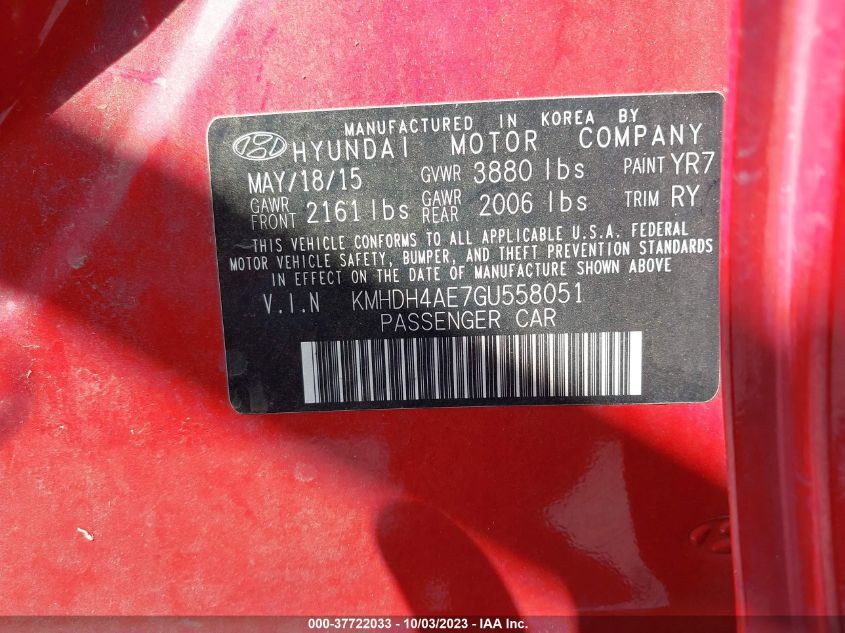 MANUFACTURED IN KOREA BY
HYUNDAI MOTOR COMPANY
MAY/18/15 GVWR 3880 lbs PAINT YR7
GAWR FRONT 2161 lbs GAWR REAR 2006 lbs TRIM RY
THIS VEHICLE CONFORMS TO ALL APPLICABLE U.S.A. FEDERAL
MOTOR VEHICLE SAFETY, BUMPER, AND THEFT PREVENTION STANDARDS
IN EFFECT ON THE DATE OF MANUFACTURE SHOWN ABOVE
V.I.N KMHDH4AE7GU558051
PASSENGER CAR
000-37722033 - 10/03/2023 - IAA Inc.